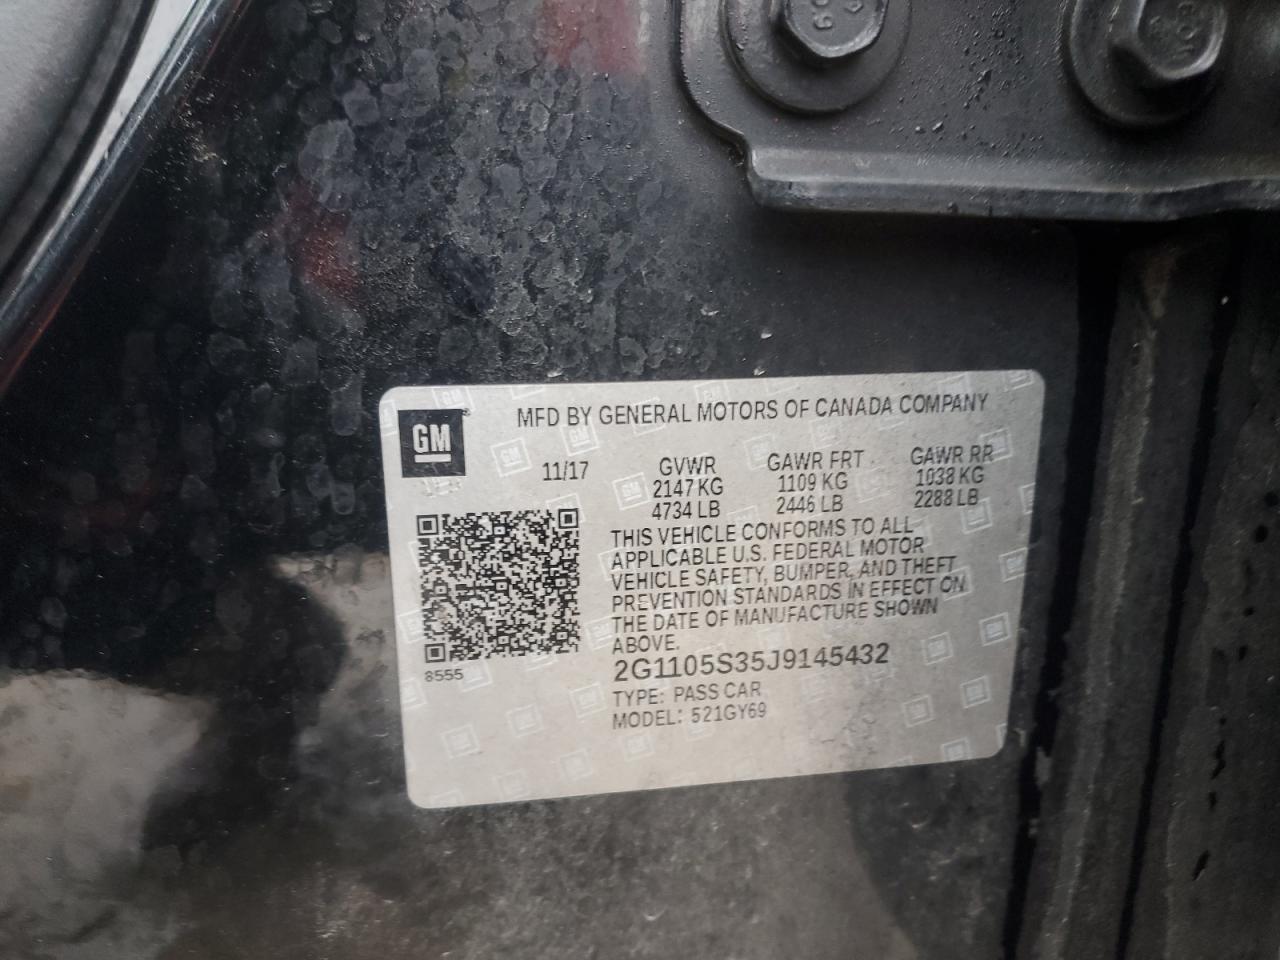 GM
MFD BY GENERAL MOTORS OF CANADA COMPANY
11/17
GVWR
2147 KG
4734 LB
GAWR FRT
1109 KG
2446 LB
GAWR RR
1038 KG
2288 LB
THIS VEHICLE CONFORMS TO ALL
APPLICABLE U.S. FEDERAL MOTOR
VEHICLE SAFETY, BUMPER, AND THEFT
PREVENTION STANDARDS IN EFFECT ON
THE DATE OF MANUFACTURE SHOWN
ABOVE.
2G1105S35J9145432
TYPE: PASS CAR
MODEL: 521GY69
8555